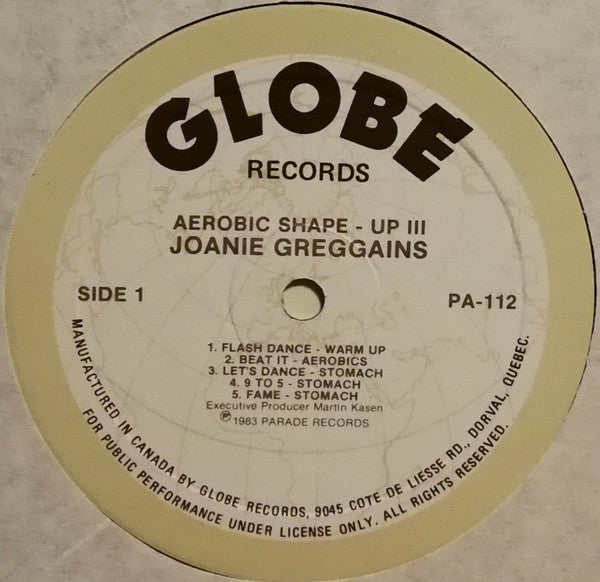 GLOBE
RECORDS
AEROBIC SHAPE - UP III
JOANIE GREGGAINS
SIDE 1
PA-112
1. FLASH DANCE - WARM UP
2. BEAT IT - AEROBICS
3. LET'S DANCE - STOMACH
4. 9 TO 5 - STOMACH
5. FAME - STOMACH
Executive Producer Martin Kasen
℗ 1983 PARADE RECORDS
MANUFACTURED IN CANADA BY GLOBE RECORDS, 9045 COTE DE LIESSE RD., DORVAL, QUEBEC.
FOR PUBLIC PERFORMANCE UNDER LICENSE ONLY. ALL RIGHTS RESERVED.